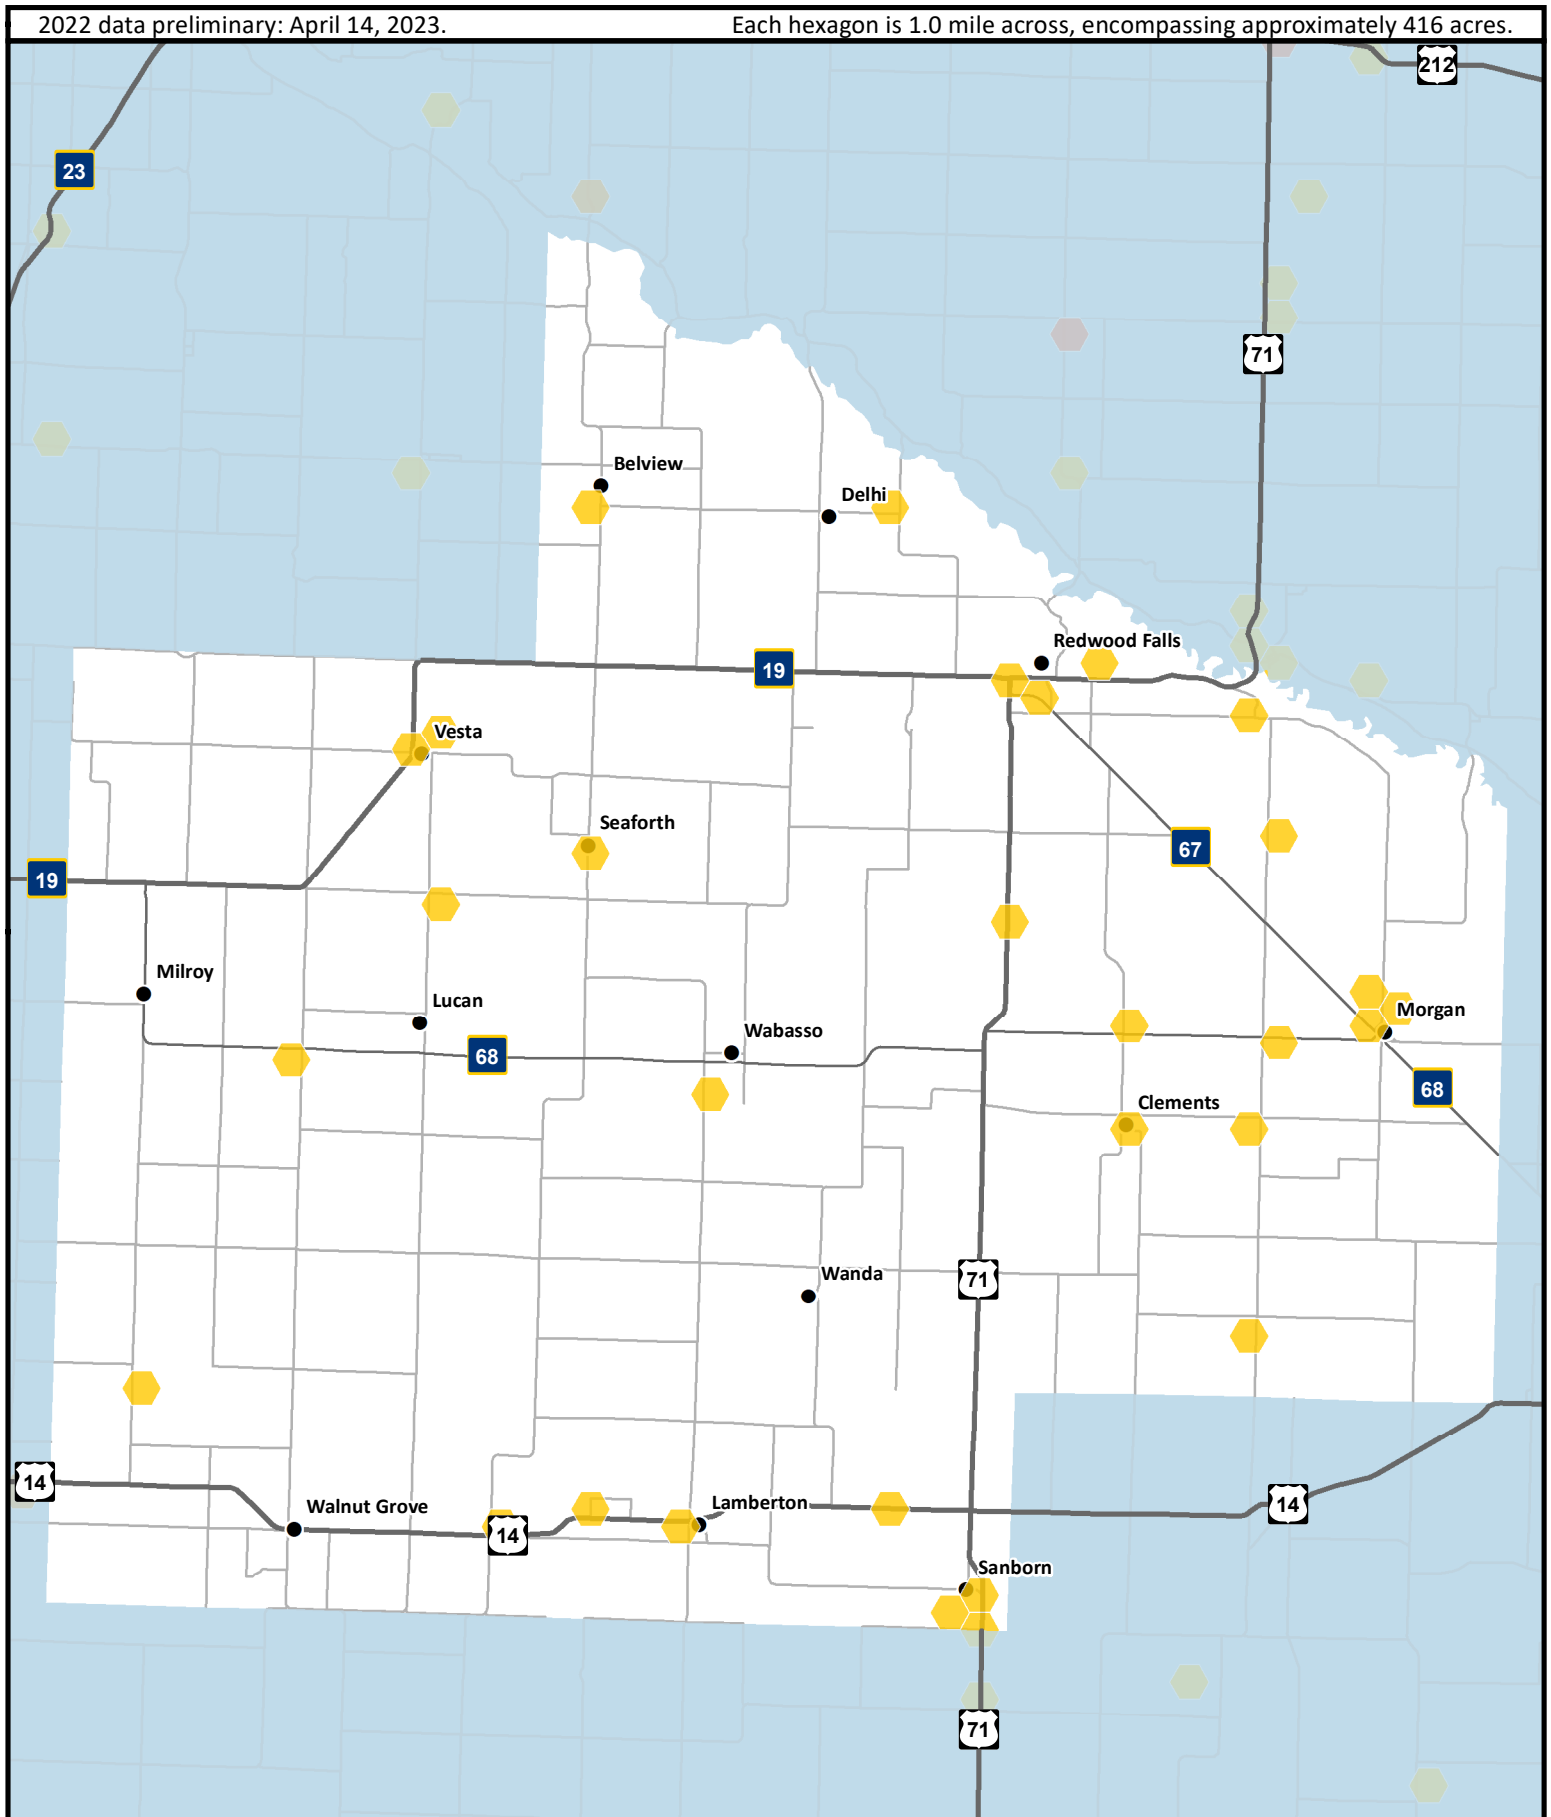 2022 data preliminary: April 14, 2023.
Each hexagon is 1.0 mile across, encompassing approximately 416 acres.
212
23
71
Belview
Delhi
Redwood Falls
19
Vesta
Seaforth
67
19
Milroy
Lucan
Morgan
Wabasso
68
68
Clements
Wanda
71
14
Walnut Grove
Lamberton
14
14
Sanborn
71